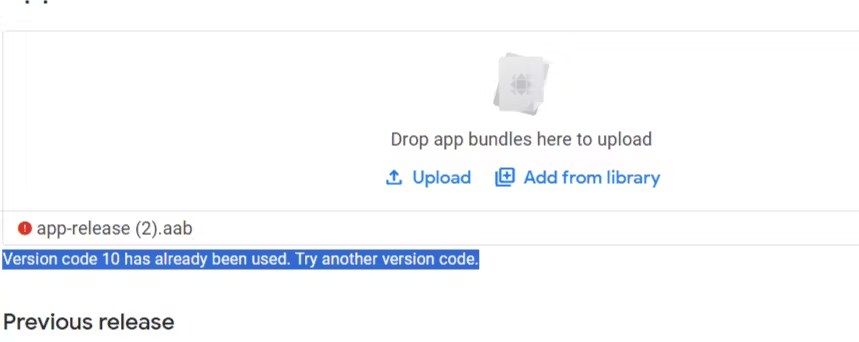 Drop app bundles here to upload
Upload Add from library
app-release (2).aab
Version code 10 has already been used. Try another version code.
Previous release